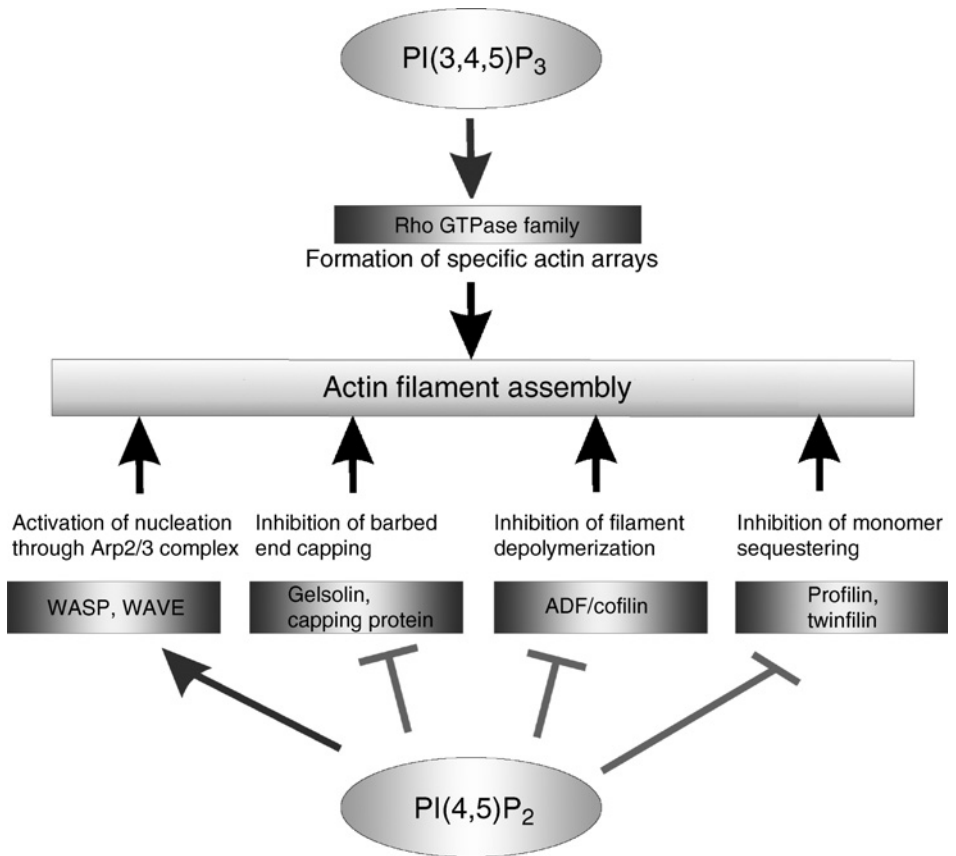 PI(3,4,5)P3
Rho GTPase family
Formation of specific actin arrays
Actin filament assembly
Activation of nucleation
through Arp2/3 complex
WASP, WAVE
Inhibition of barbed
end capping
Gelsolin,
capping protein
Inhibition of filament
depolymerization
ADF/cofilin
Inhibition of monomer
sequestering
Profilin,
twinfilin
PI(4,5)P2